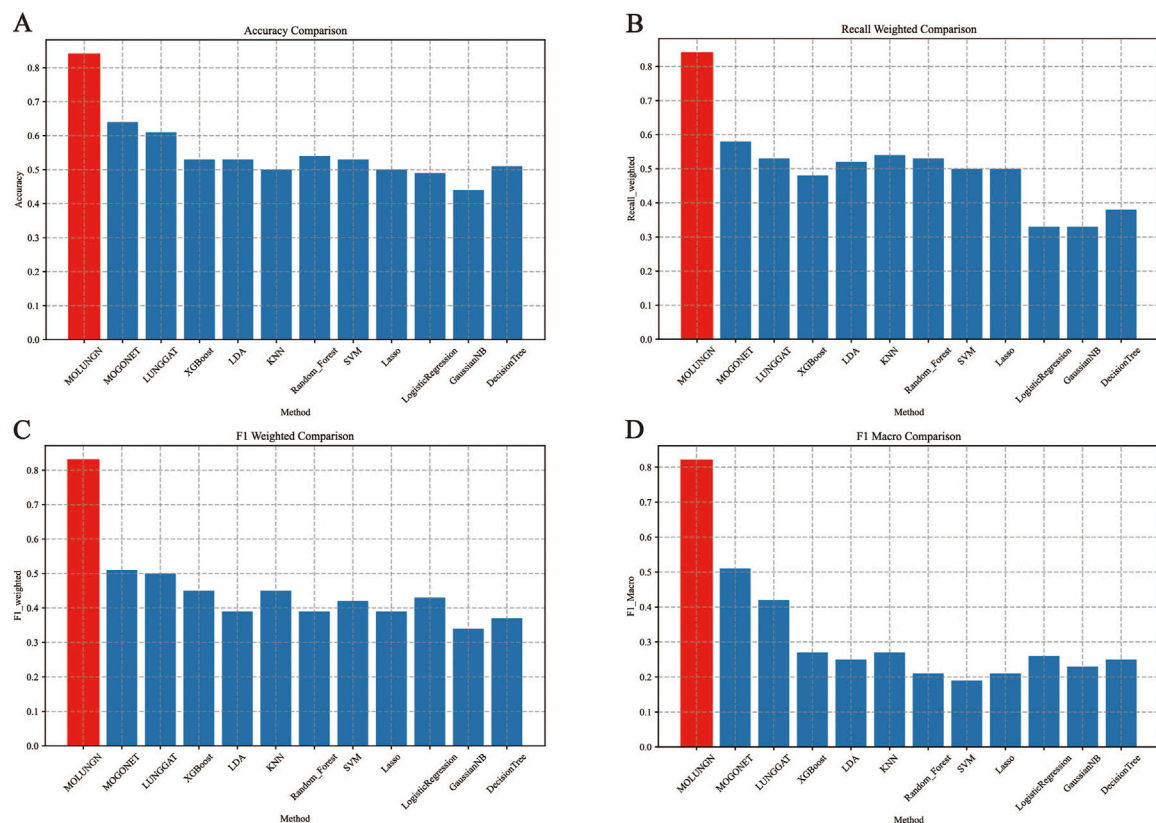 A
Accuracy Comparison
Accuracy
0.8
0.7
0.6
0.5
0.4
0.3
0.2
0.1
0.0
MOLUNGN
MOGONET
LUNGGAT
XGBoost
LDA
KNN
Random_Forest
SVM
Lasso
LogisticRegression
GaussianNB
DecisionTree
Method
B
Recall Weighted Comparison
Recall_weighted
0.8
0.7
0.6
0.5
0.4
0.3
0.2
0.1
0.0
MOLUNGN
MOGONET
LUNGGAT
XGBoost
LDA
KNN
Random_Forest
SVM
Lasso
LogisticRegression
GaussianNB
DecisionTree
Method
C
F1 Weighted Comparison
F1_weighted
0.8
0.7
0.6
0.5
0.4
0.3
0.2
0.1
0.0
MOLUNGN
MOGONET
LUNGGAT
XGBoost
LDA
KNN
Random_Forest
SVM
Lasso
LogisticRegression
GaussianNB
DecisionTree
Method
D
F1 Macro Comparison
F1_Macro
0.8
0.7
0.6
0.5
0.4
0.3
0.2
0.1
0.0
MOLUNGN
MOGONET
LUNGGAT
XGBoost
LDA
KNN
Random_Forest
SVM
Lasso
LogisticRegression
GaussianNB
DecisionTree
Method